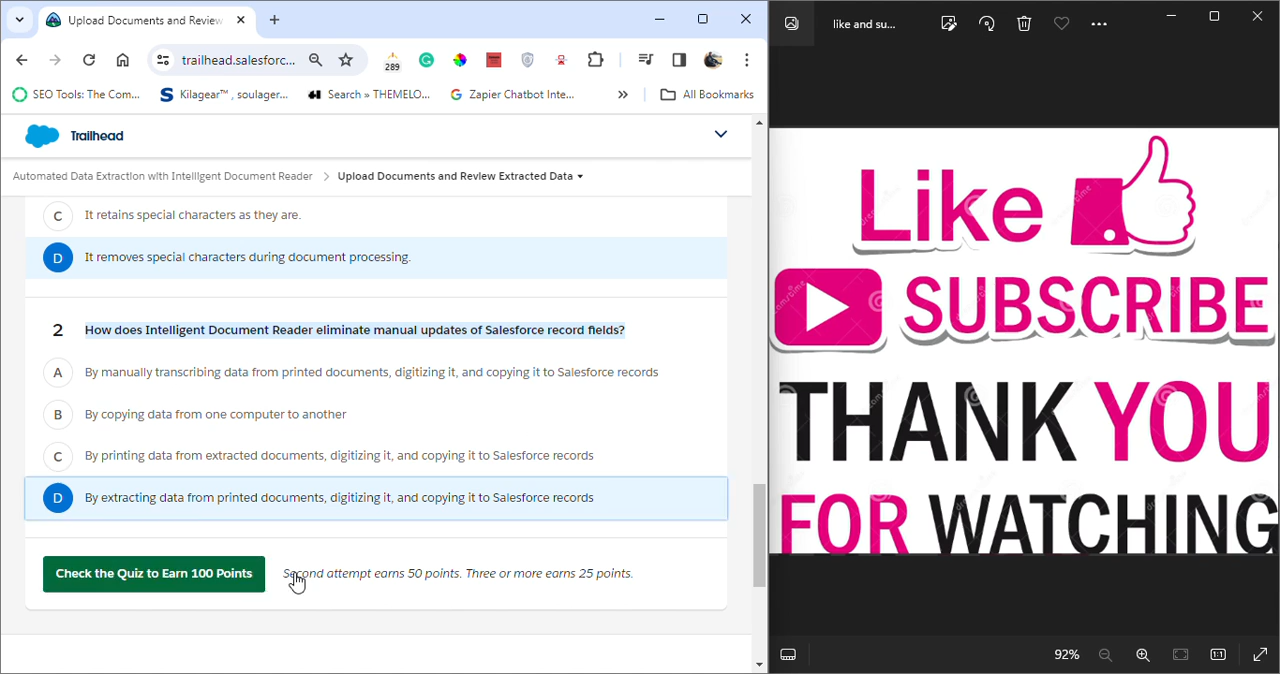 Upload Documents and Review
trailhead.salesforc...
289
SEO Tools: The Com...
Kilagear™ , soulager...
Search » THEMELO...
Zapier Chatbot Inte...
»
All Bookmarks
Trailhead
Automated Data Extraction with Intelligent Document Reader
Upload Documents and Review Extracted Data
C It retains special characters as they are.
D It removes special characters during document processing.
2 How does Intelligent Document Reader eliminate manual updates of Salesforce record fields?
A By manually transcribing data from printed documents, digitizing it, and copying it to Salesforce records
B By copying data from one computer to another
C By printing data from extracted documents, digitizing it, and copying it to Salesforce records
D By extracting data from printed documents, digitizing it, and copying it to Salesforce records
Check the Quiz to Earn 100 Points
Second attempt earns 50 points. Three or more earns 25 points.
like and su...
Like
SUBSCRIBE
THANK YOU
FOR WATCHING
92%
1:1